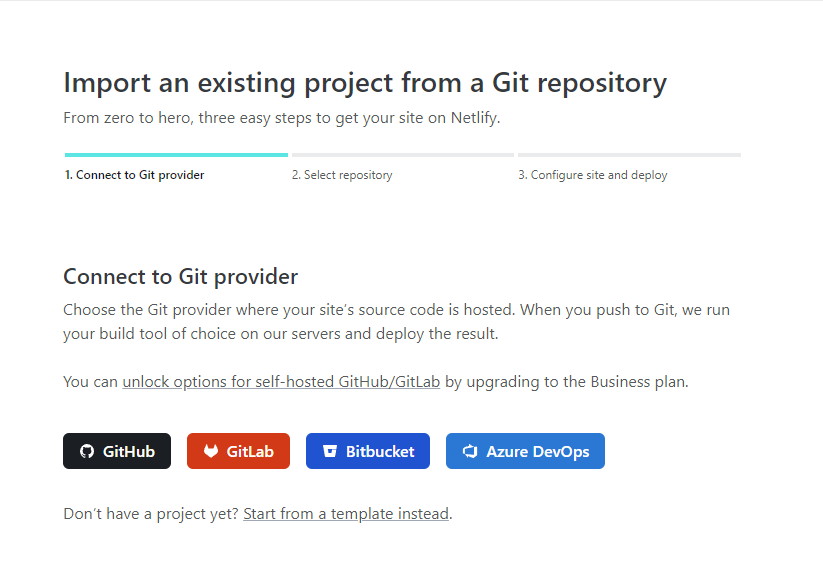 Import an existing project from a Git repository
From zero to hero, three easy steps to get your site on Netlify.
1. Connect to Git provider
2. Select repository
3. Configure site and deploy
Connect to Git provider
Choose the Git provider where your site’s source code is hosted. When you push to Git, we run
your build tool of choice on our servers and deploy the result.
You can unlock options for self-hosted GitHub/GitLab by upgrading to the Business plan.
GitHub
GitLab
Bitbucket
Azure DevOps
Don’t have a project yet? Start from a template instead.